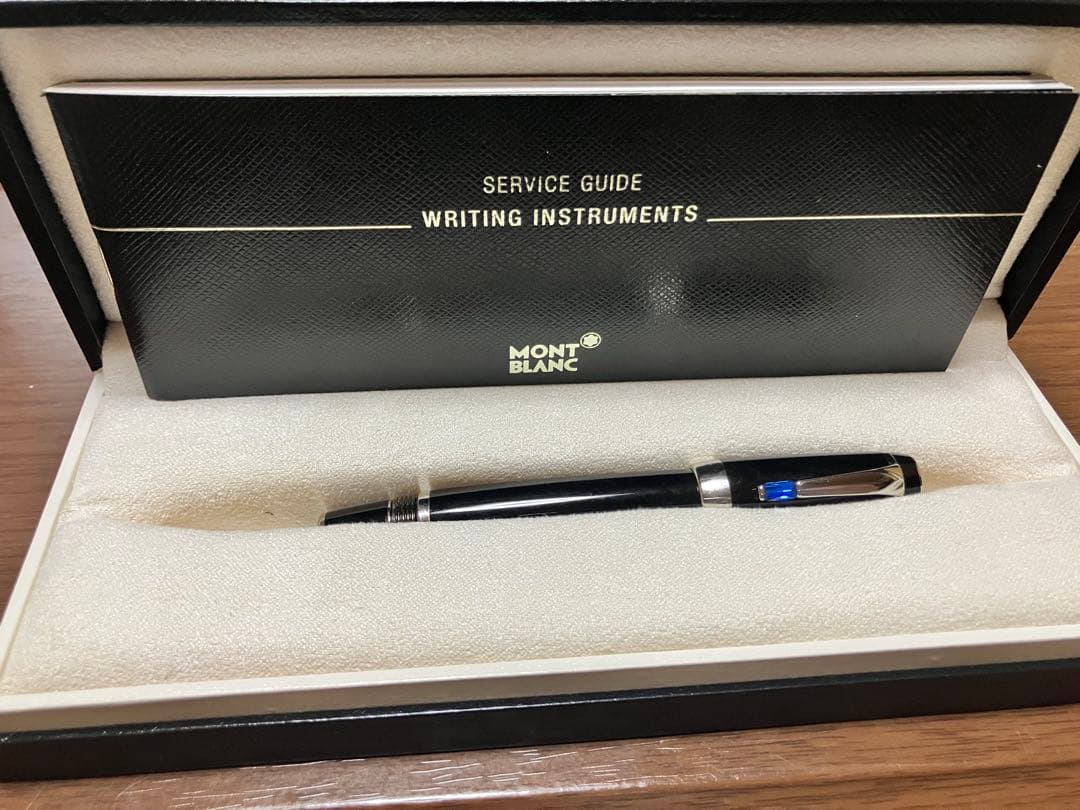 SERVICE GUIDE
WRITING INSTRUMENTS
MONT
BLANC